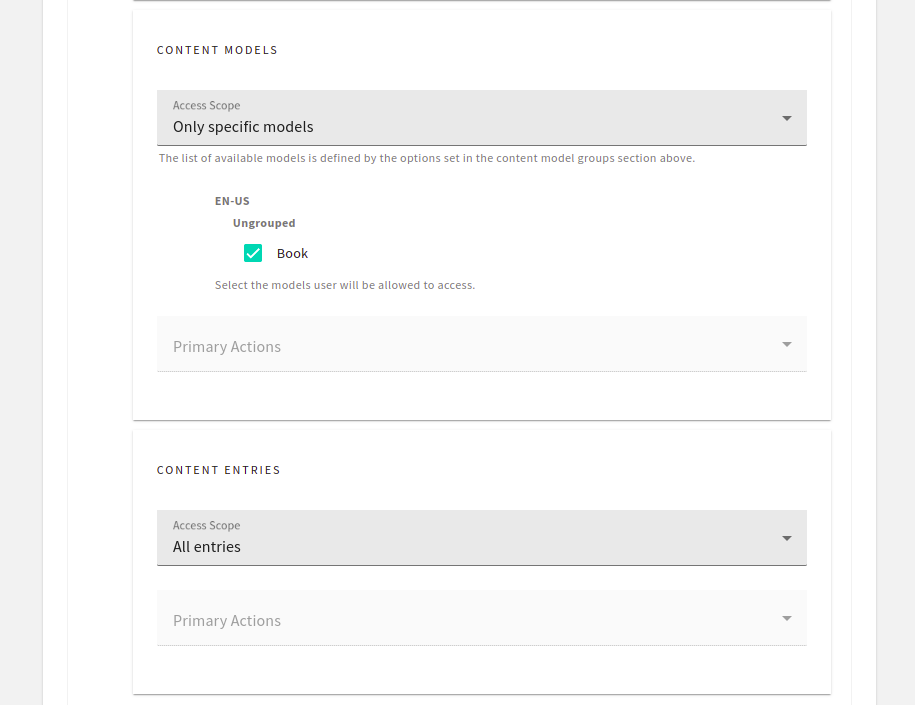 CONTENT MODELS
Access Scope
Only specific models
The list of available models is defined by the options set in the content model groups section above.
EN-US
Ungrouped
Book
Select the models user will be allowed to access.
Primary Actions
CONTENT ENTRIES
Access Scope
All entries
Primary Actions